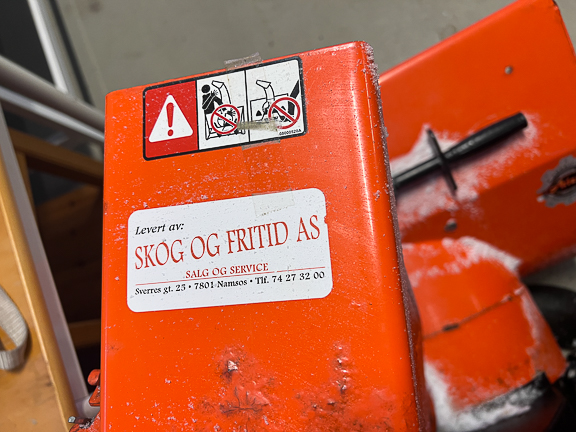 Levert av:
SKOG OG FRITID AS
SALG OG SERVICE
Sverres gt. 25 • 7801 Namsos • Tlf. 74 27 32 00